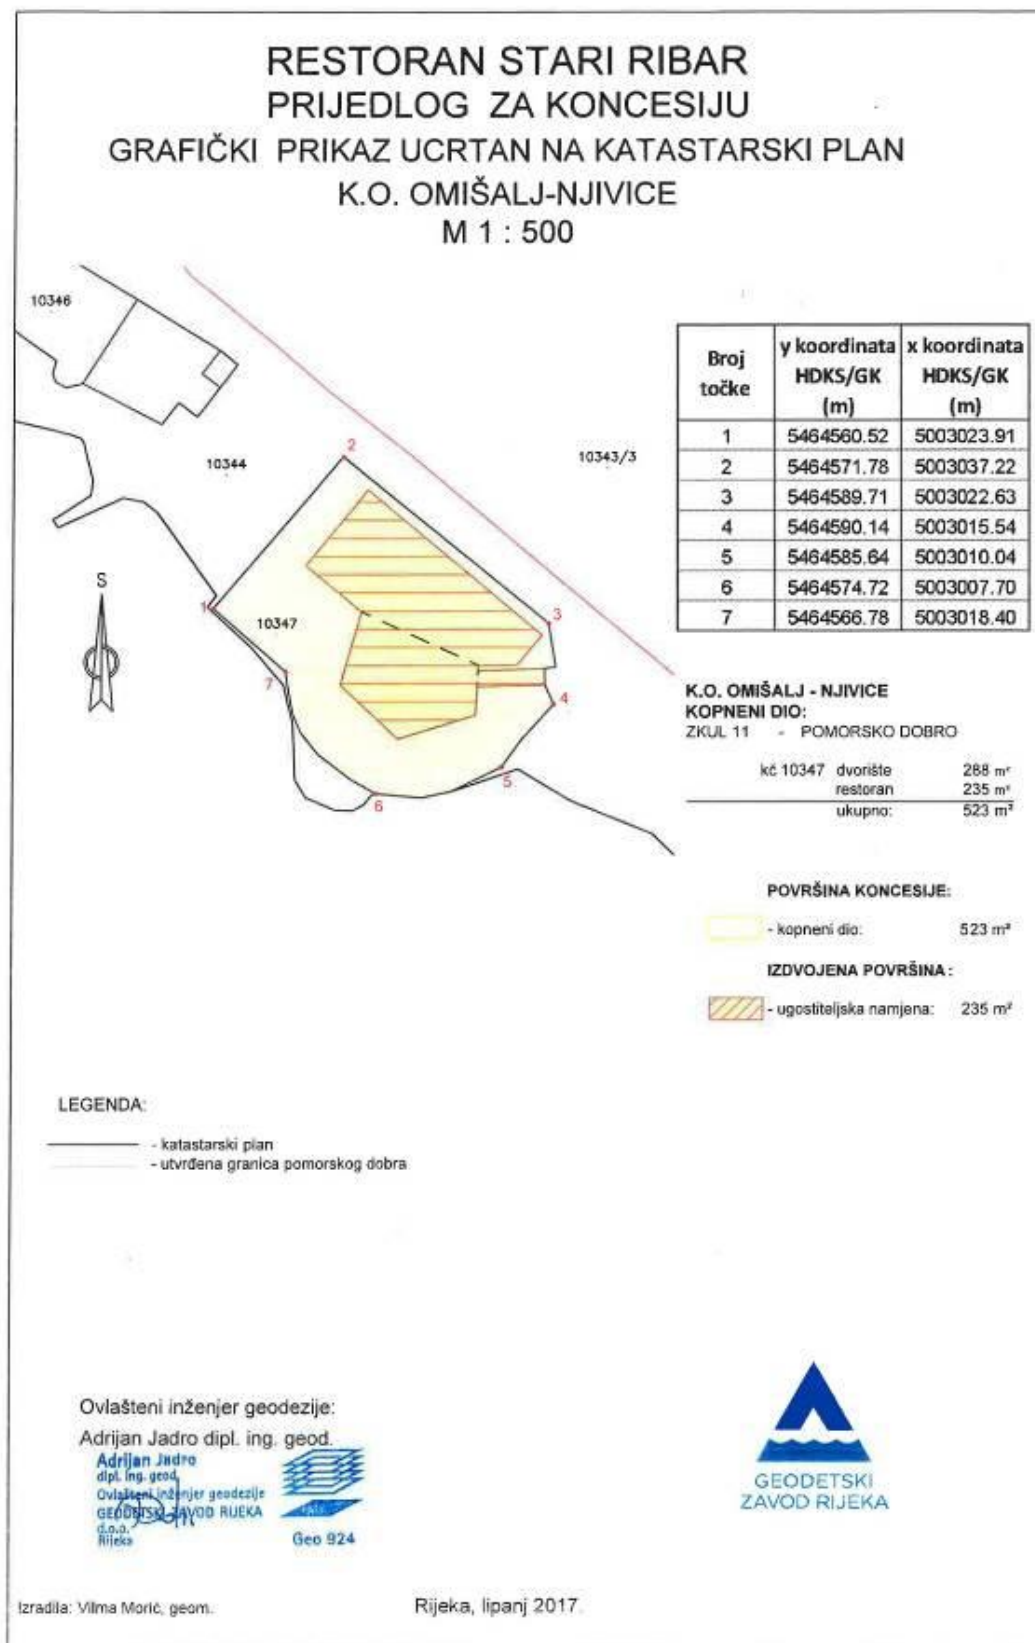 RESTORAN STARI RIBAR
PRIJEDLOG ZA KONCESIJU
GRAFIČKI PRIKAZ UCRTAN NA KATASTARSKI PLAN
K.O. OMIŠALJ-NJIVICE
M 1 : 500
10346
10344
10343/3
10347
1
2
3
4
5
6
7
S
Broj točke y koordinata HDKS/GK (m) x koordinata HDKS/GK (m)
1 5464560.52 5003023.91
2 5464571.78 5003037.22
3 5464589.71 5003022.63
4 5464590.14 5003015.54
5 5464585.64 5003010.04
6 5464574.72 5003007.70
7 5464566.78 5003018.40
K.O. OMIŠALJ - NJIVICE
KOPNENI DIO:
ZKUL 11 - POMORSKO DOBRO
kč 10347 dvorište 288 m²
restoran 235 m²
ukupno: 523 m²
POVRŠINA KONCESIJE:
- kopneni dio: 523 m²
IZDVOJENA POVRŠINA:
- ugostiteljska namjena: 235 m²
LEGENDA:
- katastarski plan
- utvrđena granica pomorskog dobra
Ovlašteni inženjer geodezije:
Adrijan Jadro dipl. ing. geod.
Adrijan Jadro
dipl. ing. geod.
Ovlašteni inženjer geodezije
GEODETSKI ZAVOD RIJEKA
d.o.o.
Rijeka
Geo 924
GEODETSKI
ZAVOD RIJEKA
Izradila: Vilma Morić, geom.
Rijeka, lipanj 2017.